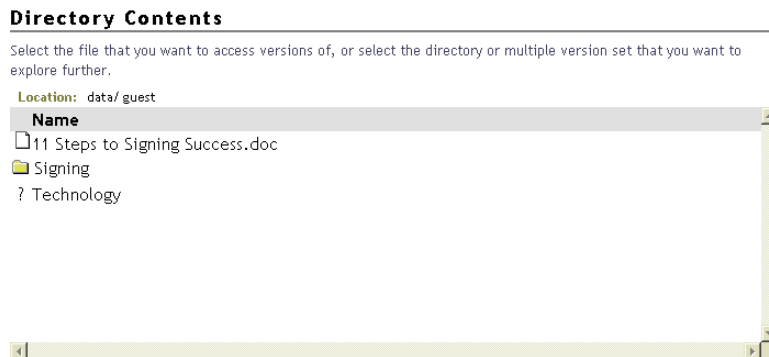 Directory Contents
Select the file that you want to access versions of, or select the directory or multiple version set that you want to
explore further.
Location: data/ guest
Name
11 Steps to Signing Success.doc
Signing
? Technology